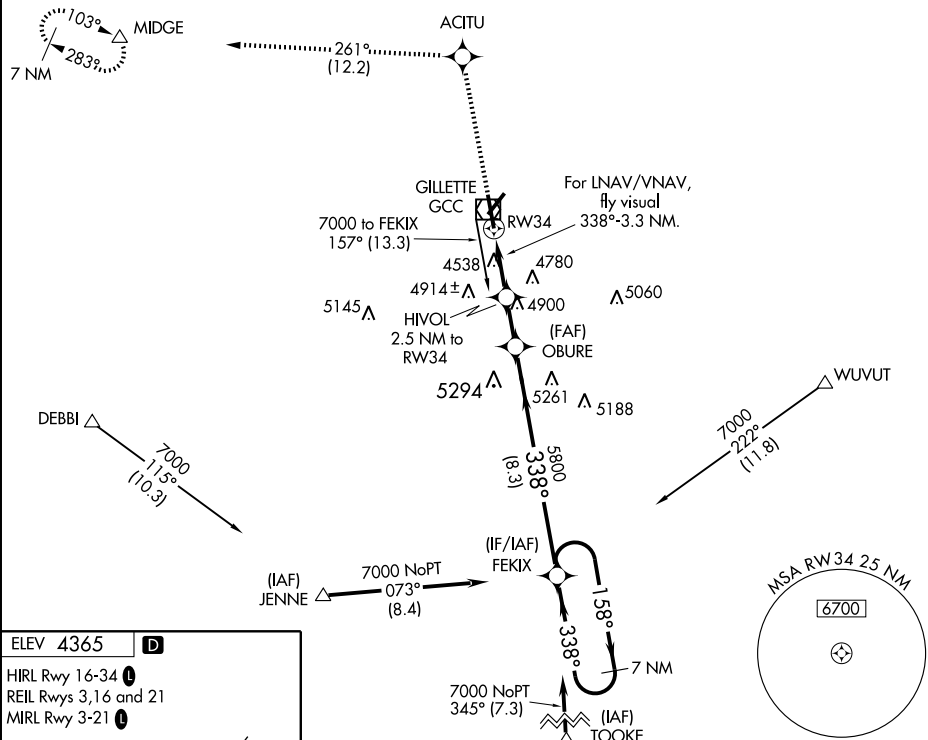 103°
MIDGE
283°
7 NM
261°
(12.2)
ACITU
GILLETTE
GCC
RW34
For LNAV/VNAV,
fly visual
338°-3.3 NM.
7000 to FEKIX
157° (13.3)
4538
4780
4914±
4900
5060
5145
HIVOL
2.5 NM to
RW34
(FAF)
OBURE
5294
5261
5188
WUVUT
7000
222°
(11.8)
DEBBI
7000
115°
(10.3)
5800
338°
(8.3)
(IF/IAF)
FEKIX
(IAF)
JENNE
7000 NoPT
073°
(8.4)
158°
338°
7 NM
7000 NoPT
345° (7.3)
(IAF)
TOOKE
MSA RW34 25 NM
6700
ELEV 4365 D
HIRL Rwy 16-34 L
REIL Rwys 3,16 and 21
MIRL Rwy 3-21 L